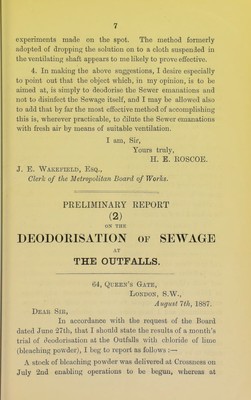 7
experiments made on the spot. The method formerly
adopted of dropping the solution on to a cloth suspended in
the ventilating shaft appears to me likely to prove effective.
4. In making the above suggestions, I desire especially
to point out that the object which, in my opinion, is to be
aimed at, is simply to deodorise the Sewer emanations and
not to disinfect the Sewage itself, and I may be allowed also
to add that by far the most effective method of accomplishing
this is, wherever practicable, to dilute the Sewer emanations
with fresh air by means of suitable ventilation.
I am, Sir,
Yours truly,
H. E. ROSCOE.
J. E. WAKEFIELD, ESQ.,
Clerk of the Metropolitan Board of Works.
PRELIMINARY REPORT
(2)
ON THE
DEODORISATION OF SEWAGE
AT
THE OUTFALLS.
64, QUEEN'S GATE,
LONDON, S.W.,
August 7th, 1887.
DEAR SIR,
In accordance with the request of the Board
dated June 27th, that I should state the results of a month's
trial of deodorisation at the Outfalls with chloride of lime
(bleaching powder), I beg to report as follows :—
A stock of bleaching powder was delivered at Crossness on
July 2nd enabling operations to be begun, whereas at